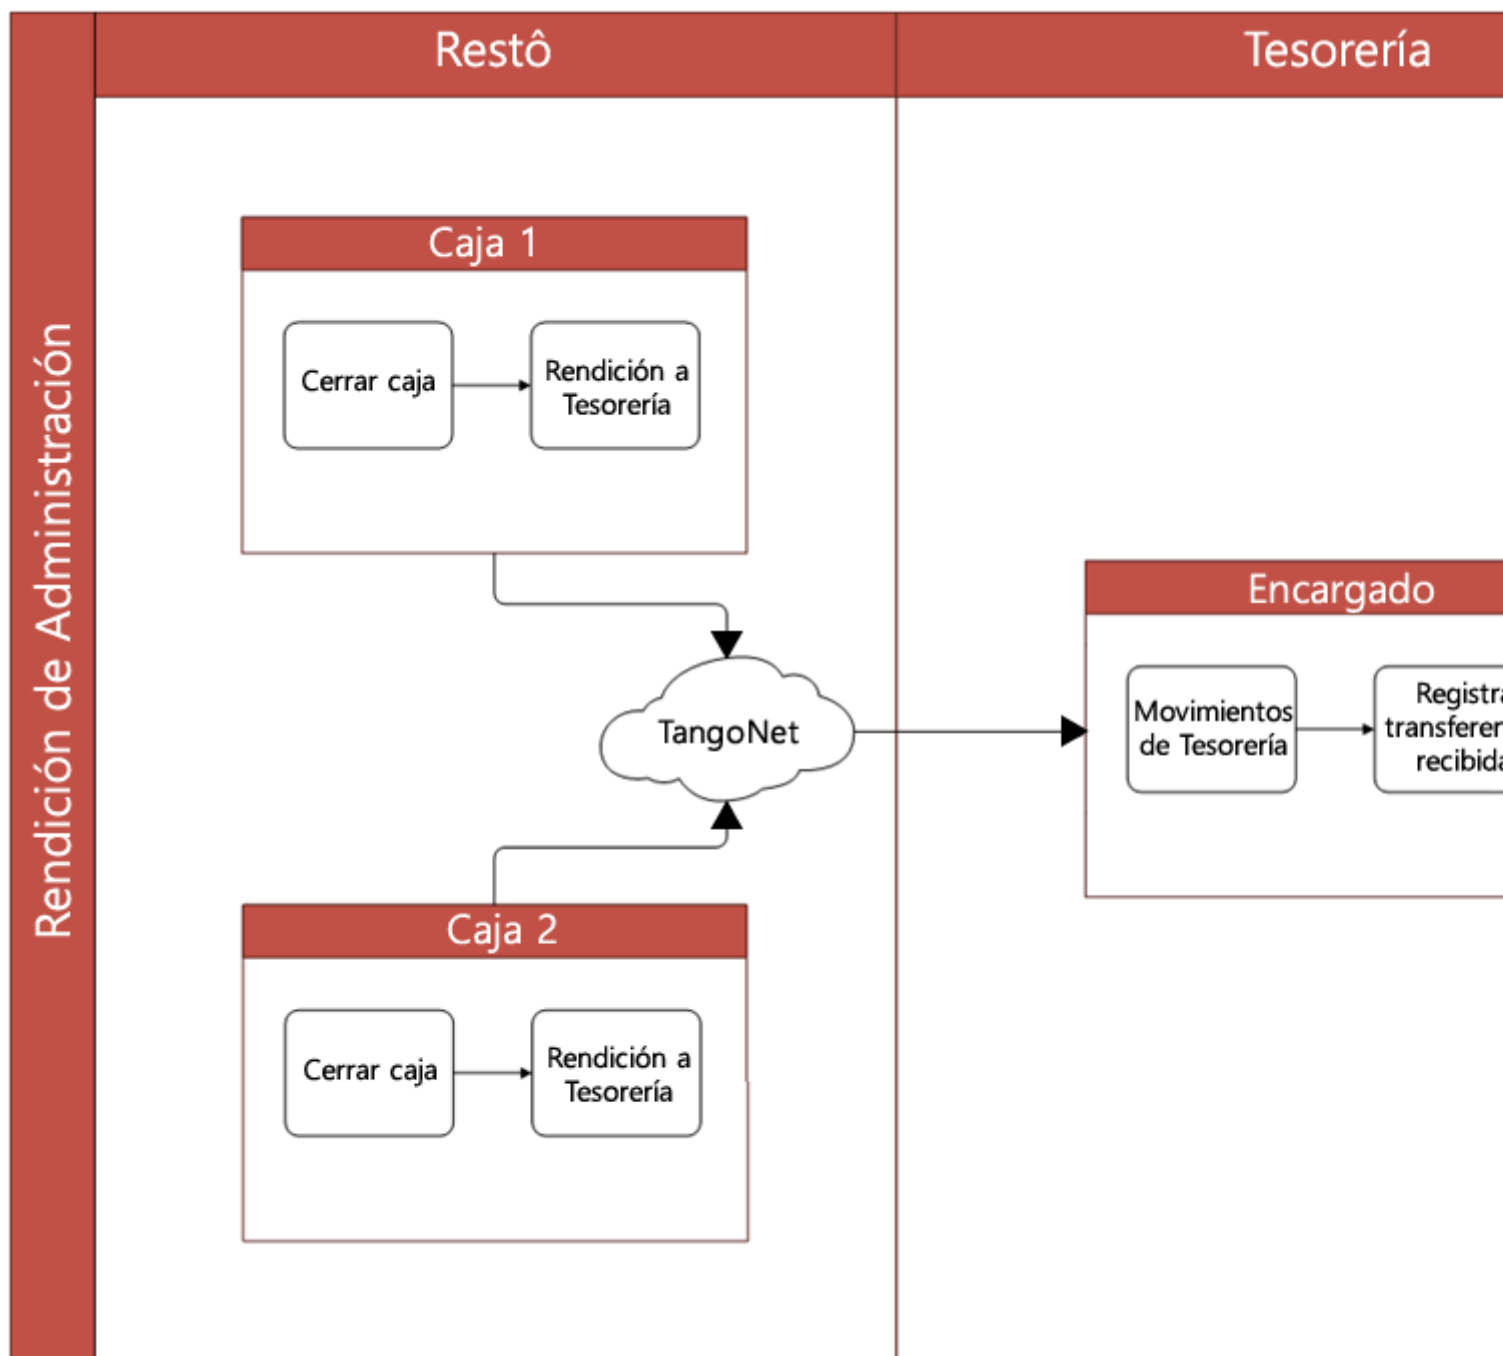 Rendición de Administración
Restô
Tesorería
Caja 1
Cerrar caja
Rendición a
Tesorería
TangoNet
Caja 2
Cerrar caja
Rendición a
Tesorería
Encargado
Movimientos
de Tesorería